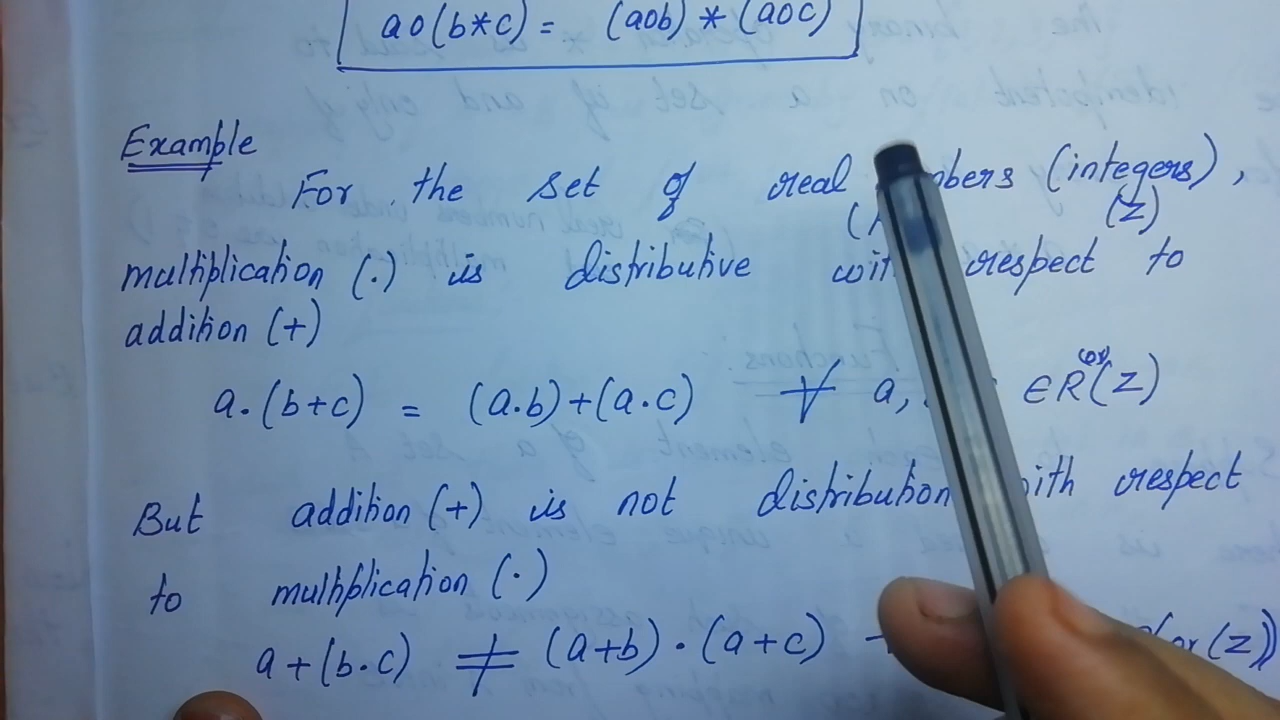 ao(b*c) = (aob) * (aoc)
Example
For the set of real (integers),
(Z)
multiplication (.) is distributive respect to
addition (+)
(or)
a.(b+c) = (a.b)+(a.c) ∀ a, ∈R(Z)
But addition (+) is not distribution with respect
to multiplication (.)
a+(b.c) ≠ (a+b).(a+c) (Z))